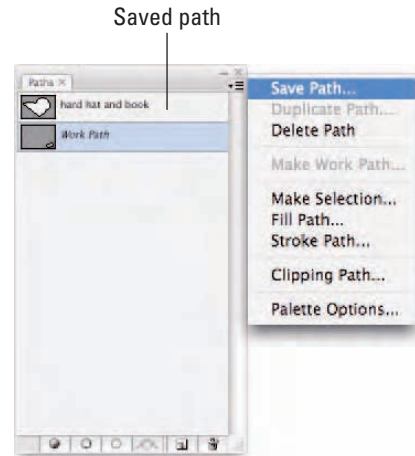 Saved path
Paths ×
hard hat and book
Work Path
Save Path...
Duplicate Path...
Delete Path
Make Work Path...
Make Selection...
Fill Path...
Stroke Path...
Clipping Path...
Palette Options...